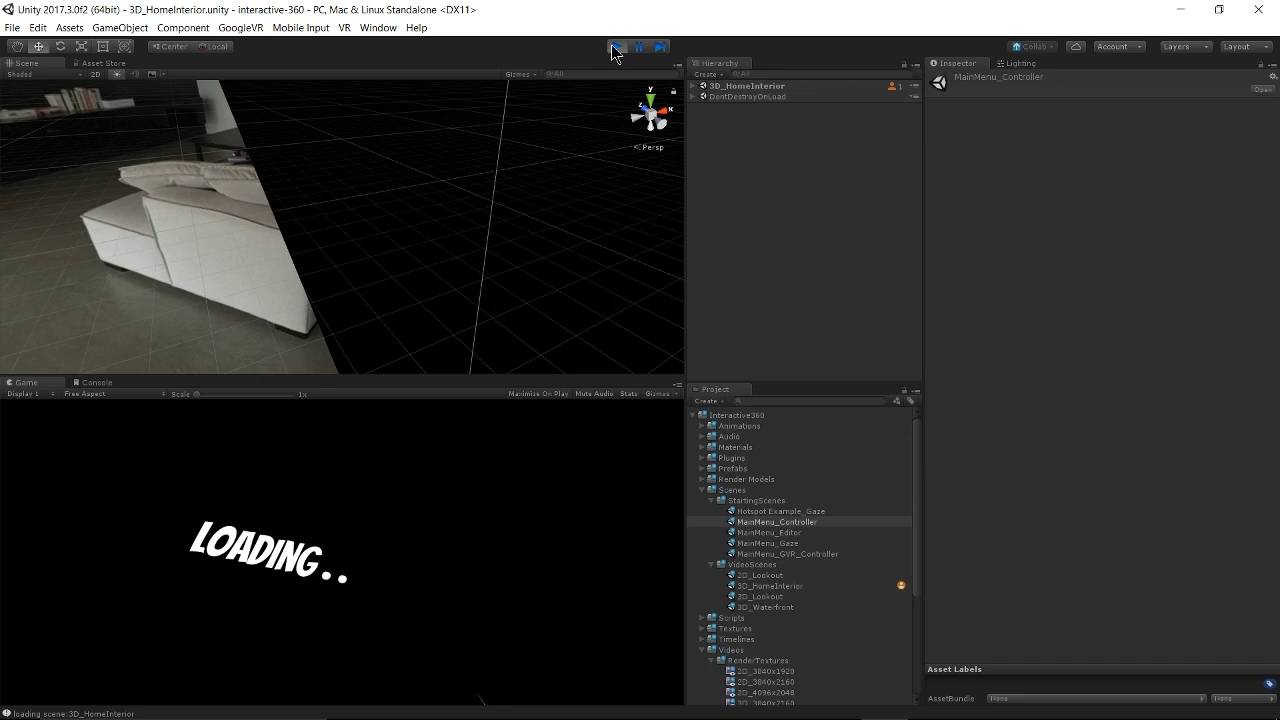 Unity 2017.3.0f2 (64bit) - 3D_HomeInterior.unity - interactive-360 - PC, Mac & Linux Standalone <DX11>
File Edit Assets GameObject Component GoogleVR Mobile Input VR Window Help
Center Local Collab Account Layers Layout
Scene Asset Store
Shaded 2D Gizmos All
y
x
z
Persp
Hierarchy
Create All
3D_HomeInterior 1
DontDestroyOnLoad
Inspector Lighting
MainMenu_Controller
Open
Game Console
Display 1 Free Aspect Scale 1x Maximize On Play Mute Audio Stats Gizmos
LOADING..
Project
Create
Interactive360
Animations
Audio
Materials
Plugins
Prefabs
Render Models
Scenes
StartingScenes
Hotspot Example_Gaze
MainMenu_Controller
MainMenu_Editor
MainMenu_Gaze
MainMenu_GVR_Controller
VideoScenes
2D_Lookout
3D_HomeInterior
3D_Lookout
3D_Waterfront
Scripts
Textures
Timelines
Videos
RenderTextures
2D_3840x1920
2D_3840x2160
2D_4096x2048
3D_3840x2160
Asset Labels
AssetBundle None None
loading scene:3D_HomeInterior